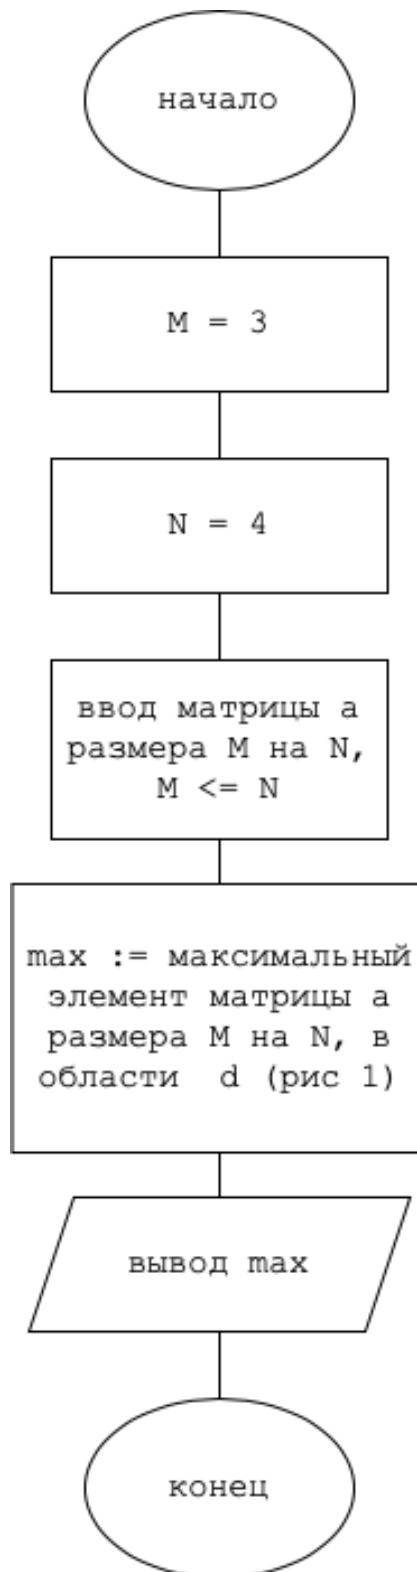 начало
M = 3
N = 4
ввод матрицы a
размера M на N,
M <= N
max := максимальный
элемент матрицы a
размера M на N, в
области  d (рис 1)
вывод max
конец